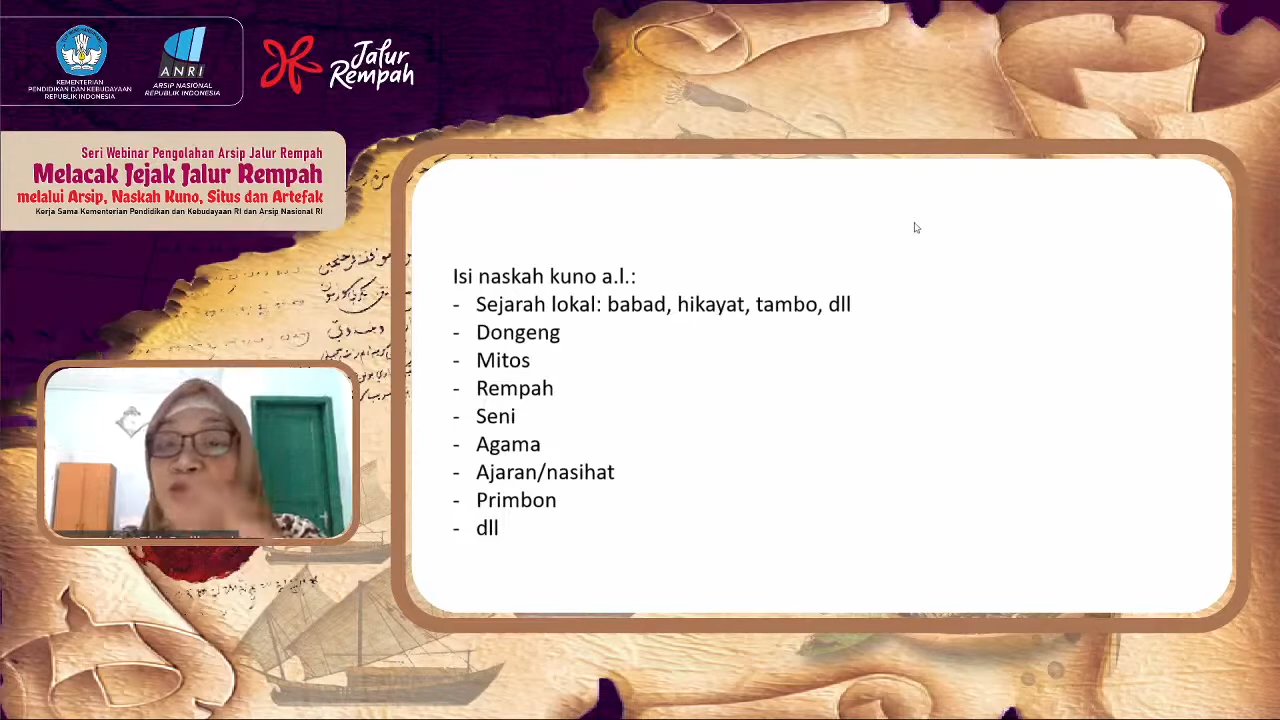 KEMENTERIAN
PENDIDIKAN DAN KEBUDAYAAN
REPUBLIK INDONESIA
ANRI
ARSIP NASIONAL
REPUBLIK INDONESIA
Jalur
Rempah
Seri Webinar Pengolahan Arsip Jalur Rempah
Melacak Jejak Jalur Rempah
melalui Arsip, Naskah Kuno, Situs dan Artefak
Kerja Sama Kementerian Pendidikan dan Kebudayaan RI dan Arsip Nasional RI
Isi naskah kuno a.l.:
- Sejarah lokal: babad, hikayat, tambo, dll
- Dongeng
- Mitos
- Rempah
- Seni
- Agama
- Ajaran/nasihat
- Primbon
- dll